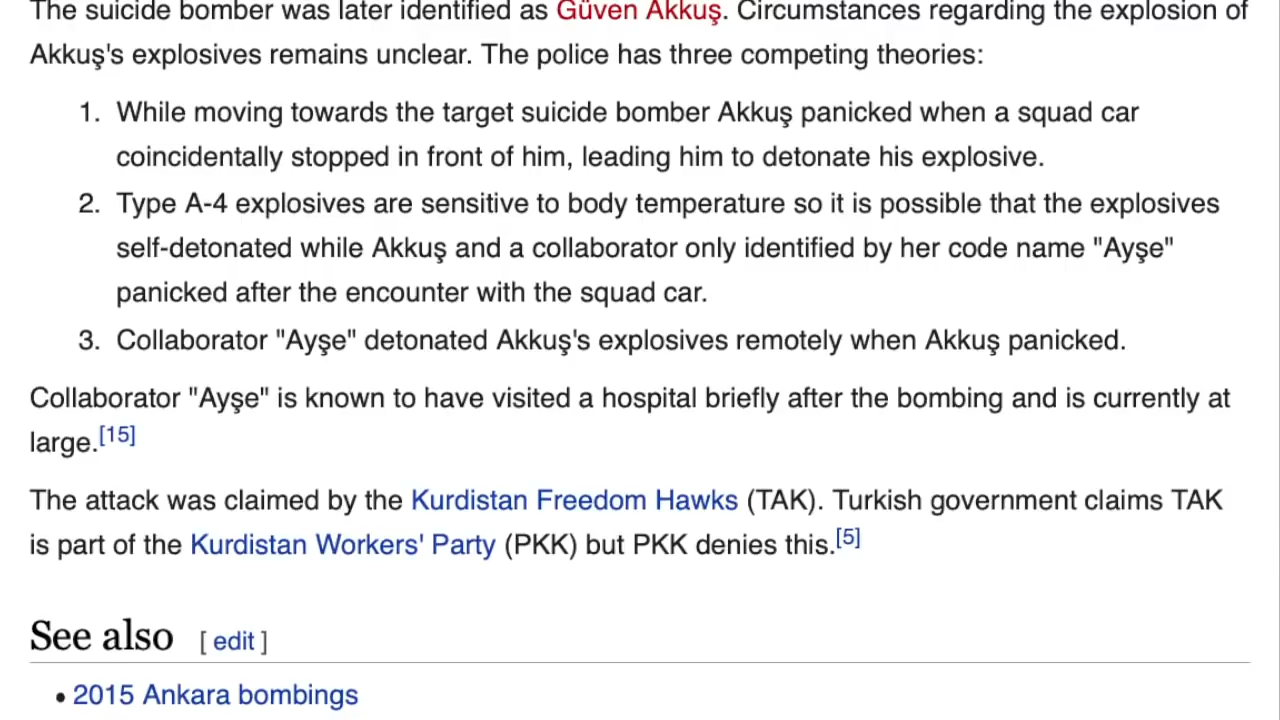 The suicide bomber was later identified as Güven Akkuş. Circumstances regarding the explosion of
Akkuş's explosives remains unclear. The police has three competing theories:
1. While moving towards the target suicide bomber Akkuş panicked when a squad car
coincidentally stopped in front of him, leading him to detonate his explosive.
2. Type A-4 explosives are sensitive to body temperature so it is possible that the explosives
self-detonated while Akkuş and a collaborator only identified by her code name "Ayşe"
panicked after the encounter with the squad car.
3. Collaborator "Ayşe" detonated Akkuş's explosives remotely when Akkuş panicked.
Collaborator "Ayşe" is known to have visited a hospital briefly after the bombing and is currently at
large.[15]
The attack was claimed by the Kurdistan Freedom Hawks (TAK). Turkish government claims TAK
is part of the Kurdistan Workers' Party (PKK) but PKK denies this.[5]
See also [ edit ]
• 2015 Ankara bombings